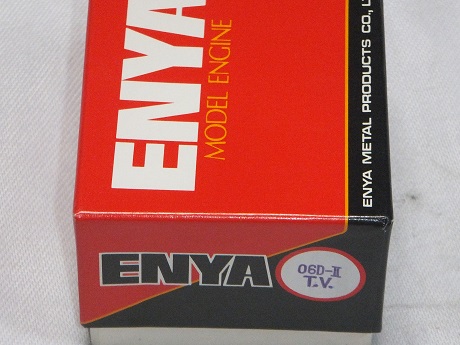 ENYA
MODEL ENGINE
ENYA METAL PRODUCTS CO., L
ENYA
06D-II
T.V.